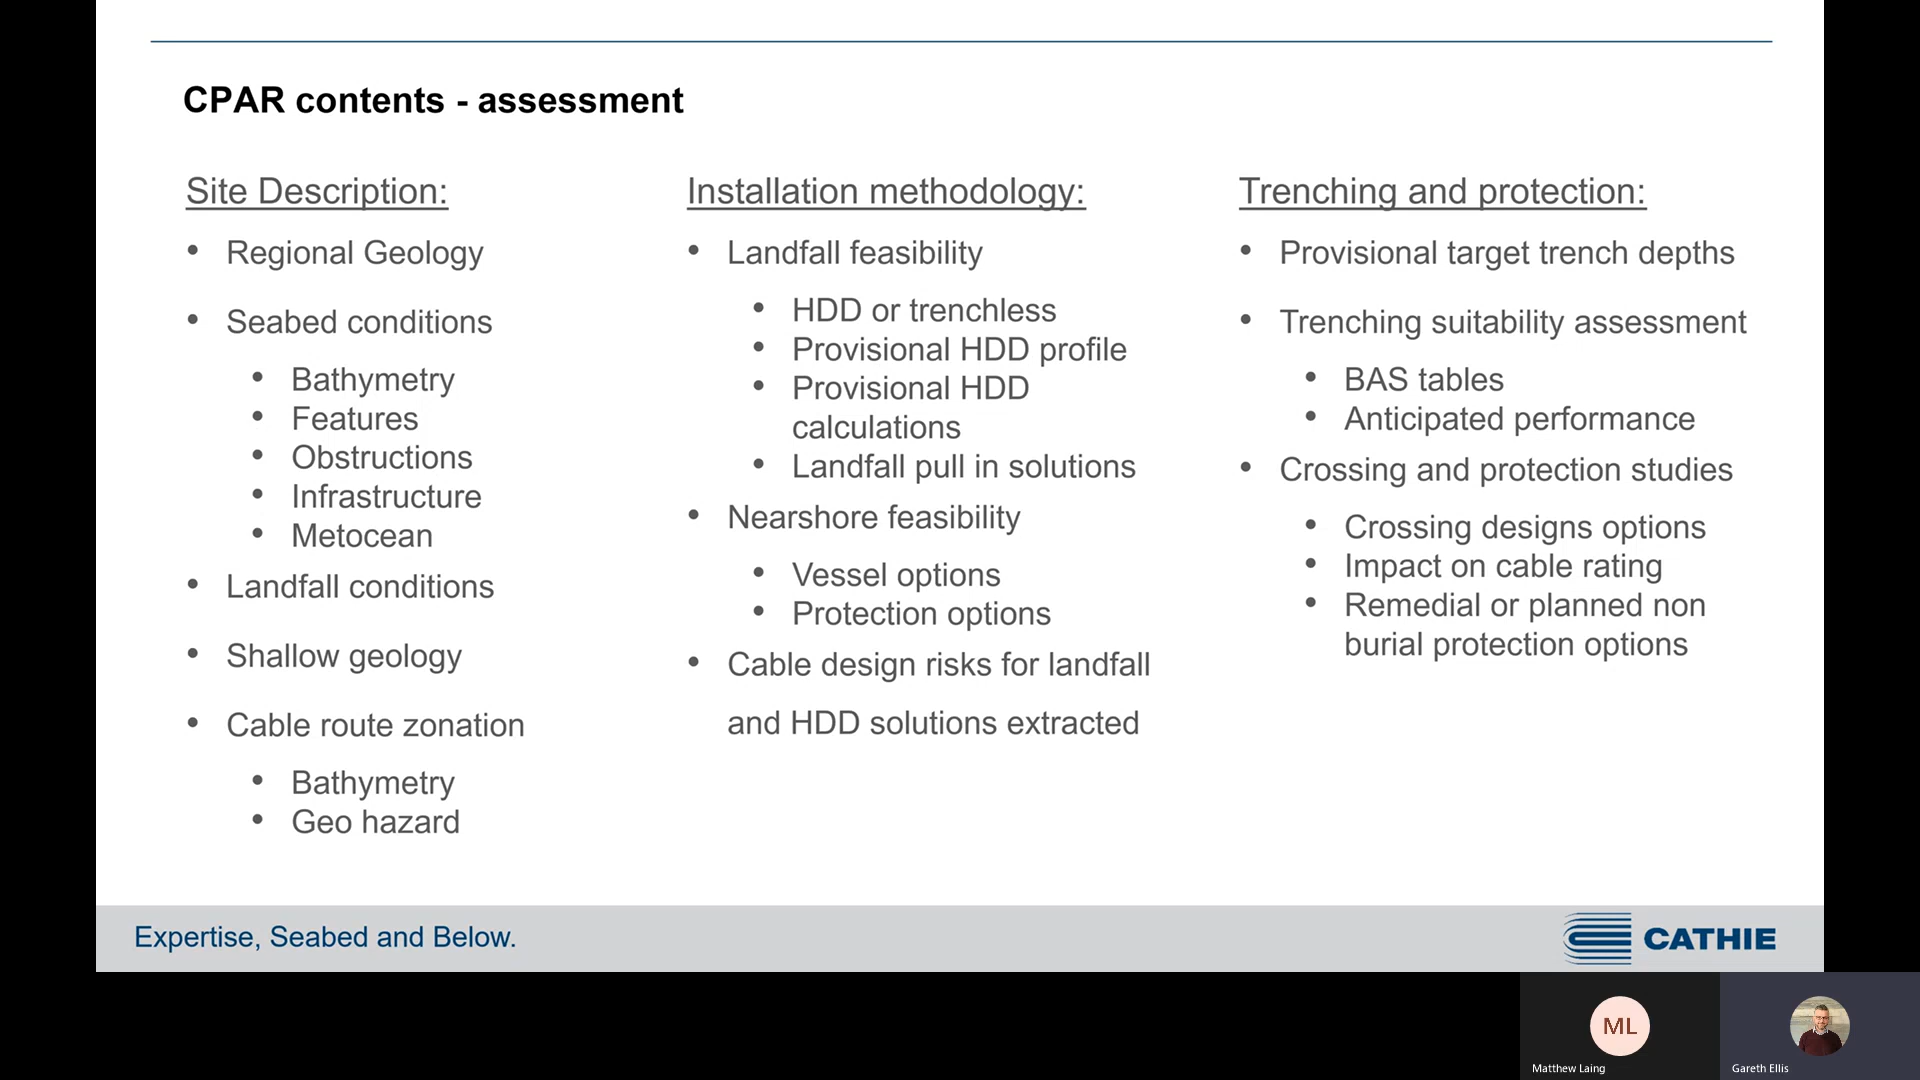 CPAR contents - assessment
Site Description:
• Regional Geology
• Seabed conditions
• Bathymetry
• Features
• Obstructions
• Infrastructure
• Metocean
• Landfall conditions
• Shallow geology
• Cable route zonation
• Bathymetry
• Geo hazard
Installation methodology:
• Landfall feasibility
• HDD or trenchless
• Provisional HDD profile
• Provisional HDD
calculations
• Landfall pull in solutions
• Nearshore feasibility
• Vessel options
• Protection options
• Cable design risks for landfall
and HDD solutions extracted
Trenching and protection:
• Provisional target trench depths
• Trenching suitability assessment
• BAS tables
• Anticipated performance
• Crossing and protection studies
• Crossing designs options
• Impact on cable rating
• Remedial or planned non
burial protection options
Expertise, Seabed and Below.
CATHIE
ML
Matthew Laing
Gareth Ellis